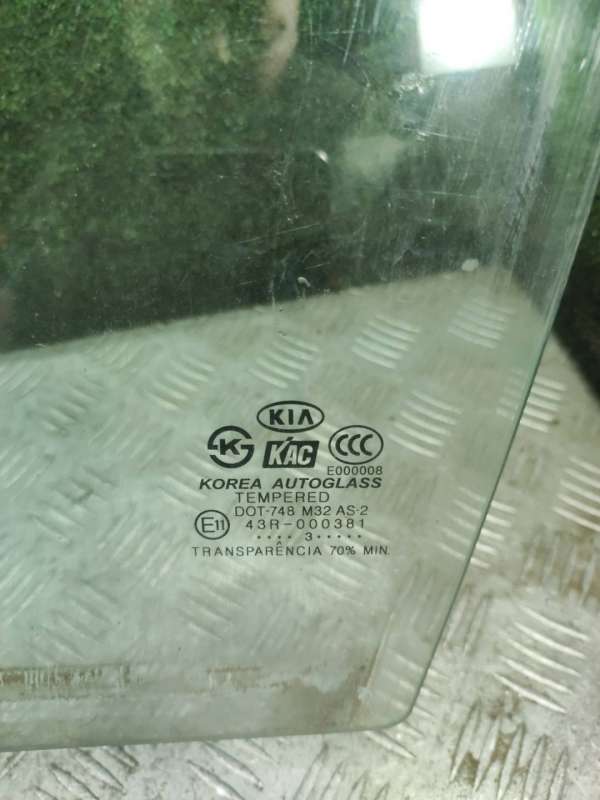 KIA
K KAC CCC
E000008
KOREA AUTOGLASS
TEMPERED
DOT-748 M32 AS-2
E11 43R-000381
•••• 3•••••
TRANSPARÊNCIA 70% MIN.